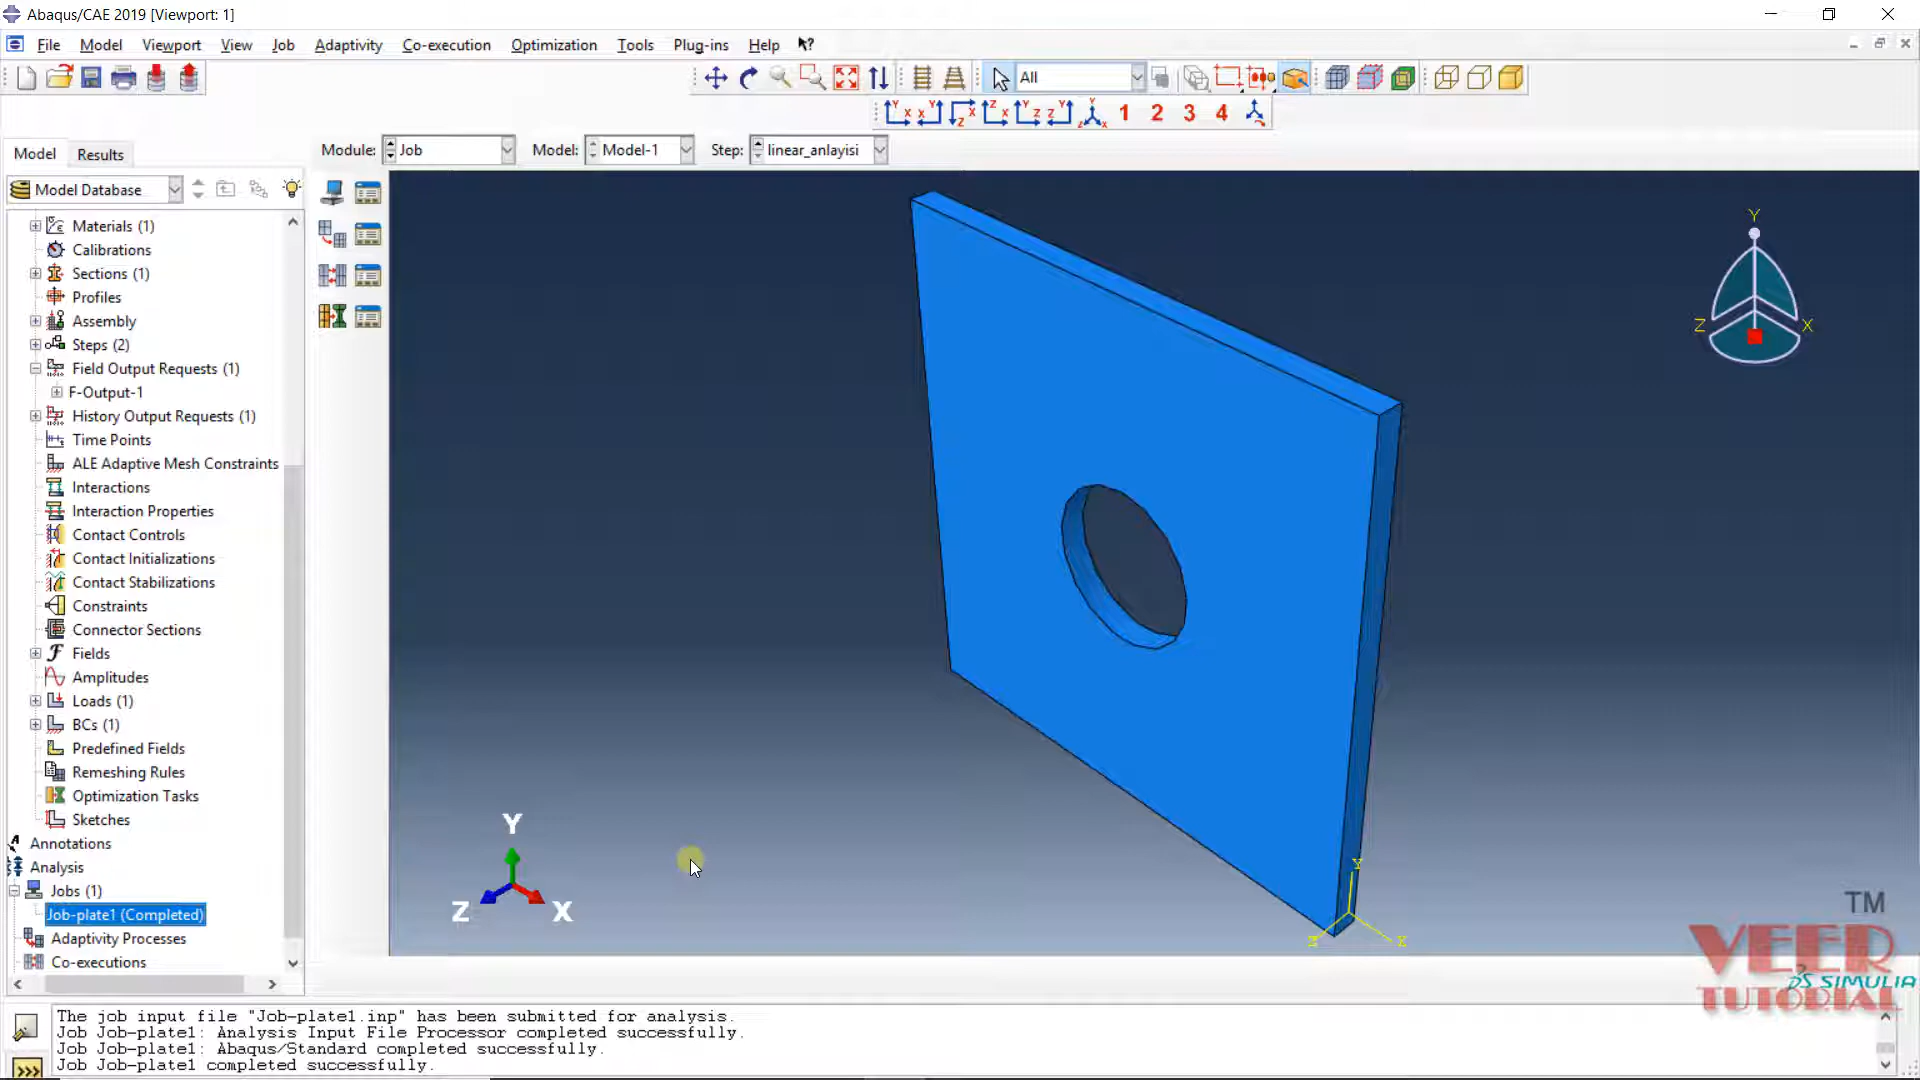 Abaqus/CAE 2019 [Viewport: 1]
File Model Viewport View Job Adaptivity Co-execution Optimization Tools Plug-ins Help
All
1 2 3 4
Model Results
Module: Job Model: Model-1 Step: linear_anlayisi
Model Database
Materials (1)
Calibrations
Sections (1)
Profiles
Assembly
Steps (2)
Field Output Requests (1)
F-Output-1
History Output Requests (1)
Time Points
ALE Adaptive Mesh Constraints
Interactions
Interaction Properties
Contact Controls
Contact Initializations
Contact Stabilizations
Constraints
Connector Sections
Fields
Amplitudes
Loads (1)
BCs (1)
Predefined Fields
Remeshing Rules
Optimization Tasks
Sketches
Annotations
Analysis
Jobs (1)
Job-plate1 (Completed)
Adaptivity Processes
Co-executions
Y
Z X
Y
Z X
Y
Z X
TM
VEER
SIMULIA
TUTORIAL
The job input file "Job-plate1.inp" has been submitted for analysis.
Job Job-plate1: Analysis Input File Processor completed successfully.
Job Job-plate1: Abaqus/Standard completed successfully.
Job Job-plate1 completed successfully.